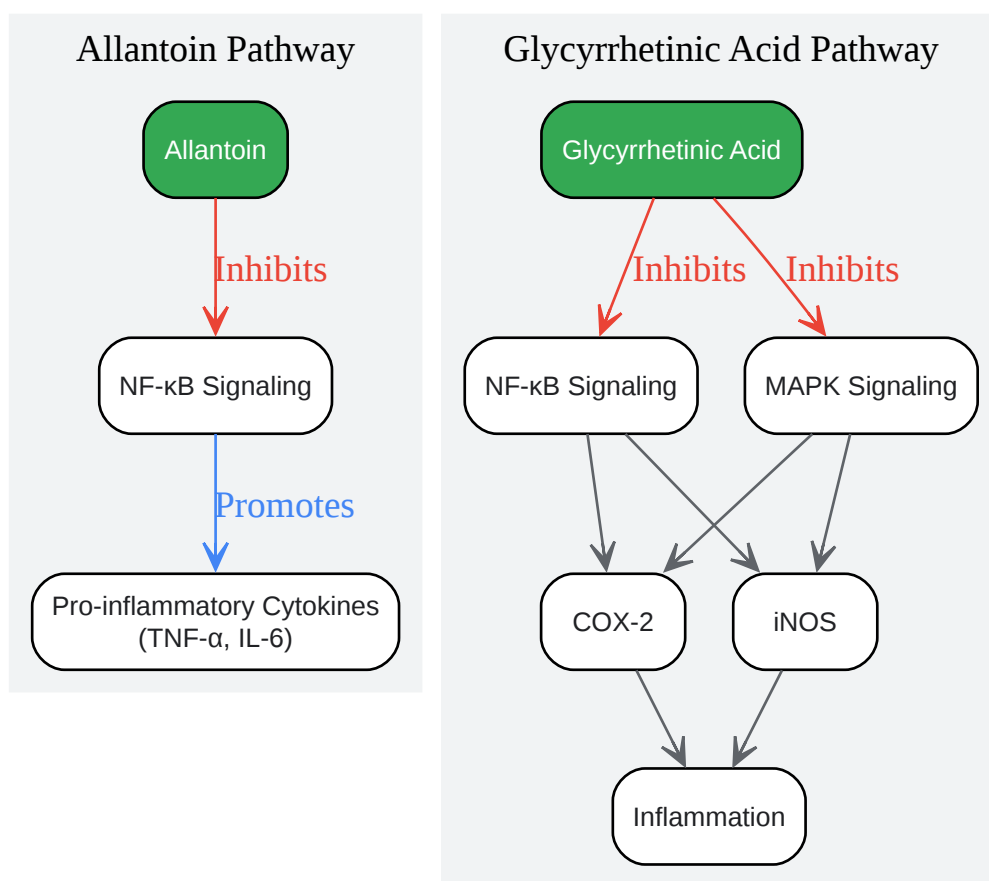 Allantoin Pathway
Allantoin
Inhibits
NF-κB Signaling
Promotes
Pro-inflammatory Cytokines
(TNF-α, IL-6)
Glycyrrhetinic Acid Pathway
Glycyrrhetinic Acid
Inhibits
Inhibits
NF-κB Signaling
MAPK Signaling
COX-2
iNOS
Inflammation